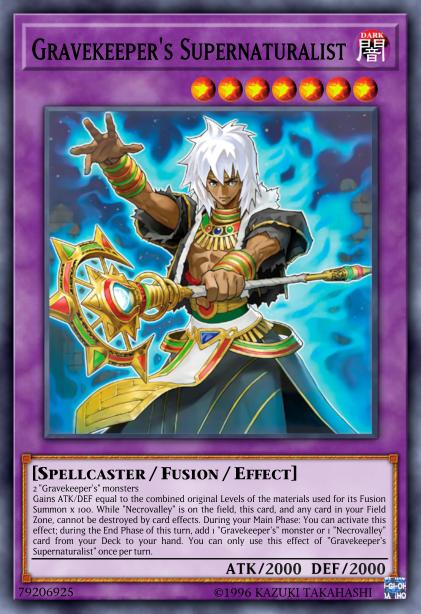 Gravekeeper's Supernaturalist
DARK
闇
[Spellcaster / Fusion / Effect]
2 "Gravekeeper's" monsters
Gains ATK/DEF equal to the combined original Levels of the materials used for its Fusion
Summon x 100. While "Necrovalley" is on the field, this card, and any card in your Field
Zone, cannot be destroyed by card effects. During your Main Phase: You can activate this
effect; during the End Phase of this turn, add 1 "Gravekeeper's" monster or 1 "Necrovalley"
card from your Deck to your hand. You can only use this effect of "Gravekeeper's
Supernaturalist" once per turn.
ATK/2000 DEF/2000
79206925
©1996 KAZUKI TAKAHASHI